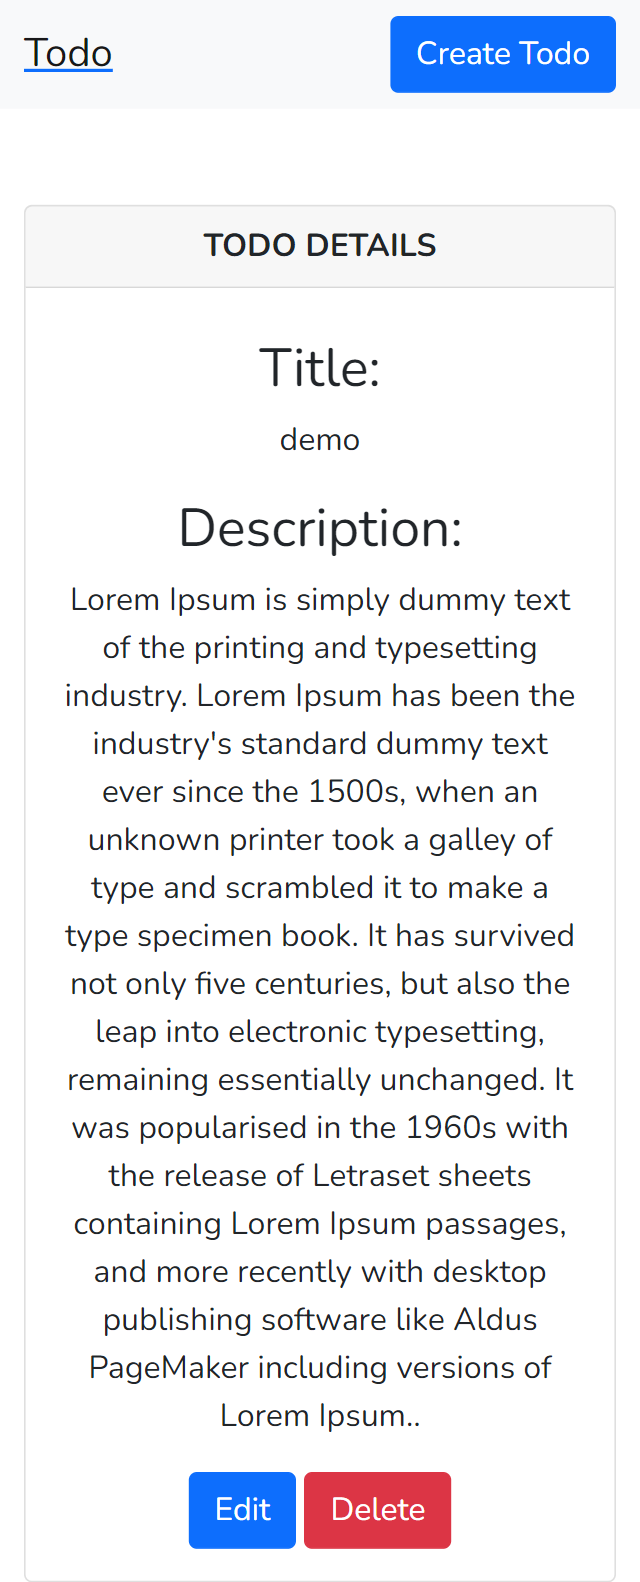 Todo
Create Todo
TODO DETAILS
Title:
demo
Description:
Lorem Ipsum is simply dummy text
of the printing and typesetting
industry. Lorem Ipsum has been the
industry's standard dummy text
ever since the 1500s, when an
unknown printer took a galley of
type and scrambled it to make a
type specimen book. It has survived
not only five centuries, but also the
leap into electronic typesetting,
remaining essentially unchanged. It
was popularised in the 1960s with
the release of Letraset sheets
containing Lorem Ipsum passages,
and more recently with desktop
publishing software like Aldus
PageMaker including versions of
Lorem Ipsum..
Edit
Delete